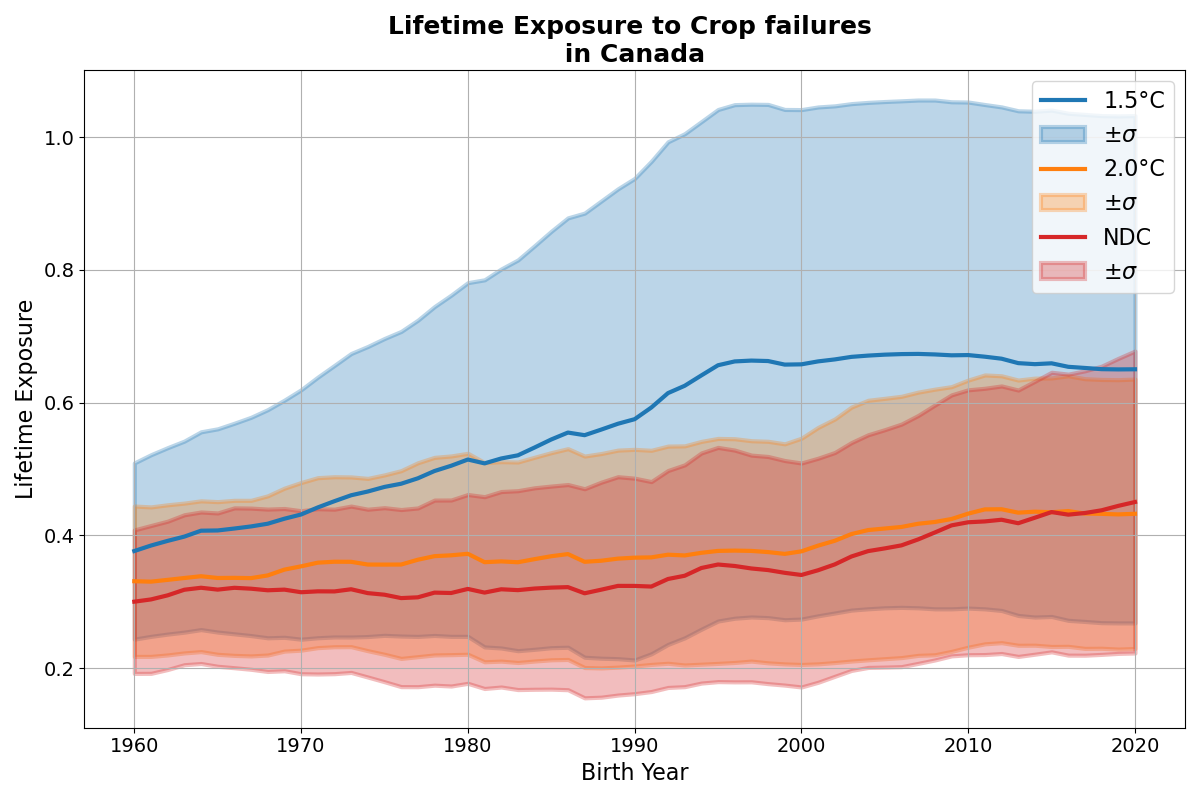 Lifetime Exposure to Crop failures
in Canada
1.5°C
±σ
2.0°C
±σ
NDC
±σ
Lifetime Exposure
1.0
0.8
0.6
0.4
0.2
1960 1970 1980 1990 2000 2010 2020
Birth Year